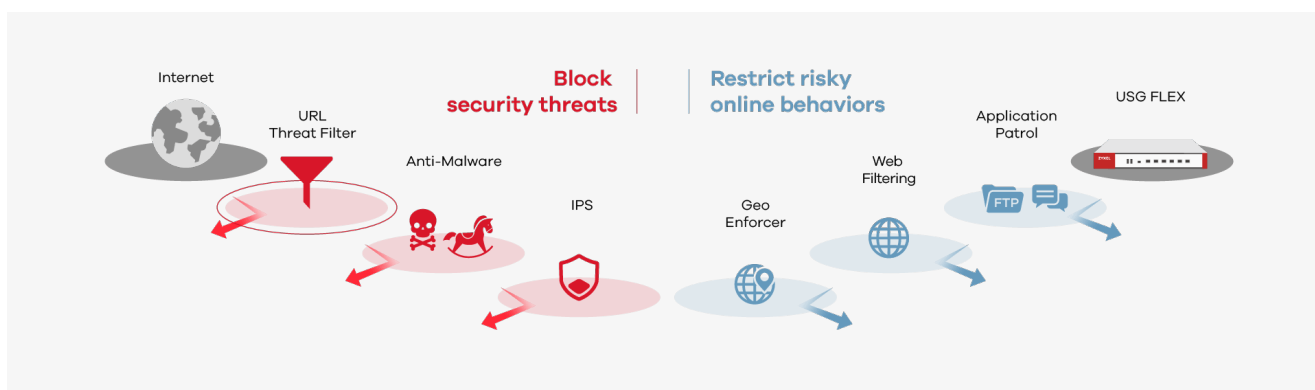 Internet
URL
Threat Filter
Anti-Malware
IPS
Block
security threats
Restrict risky
online behaviors
Geo
Enforcer
Web
Filtering
Application
Patrol
FTP
USG FLEX
ZYXEL